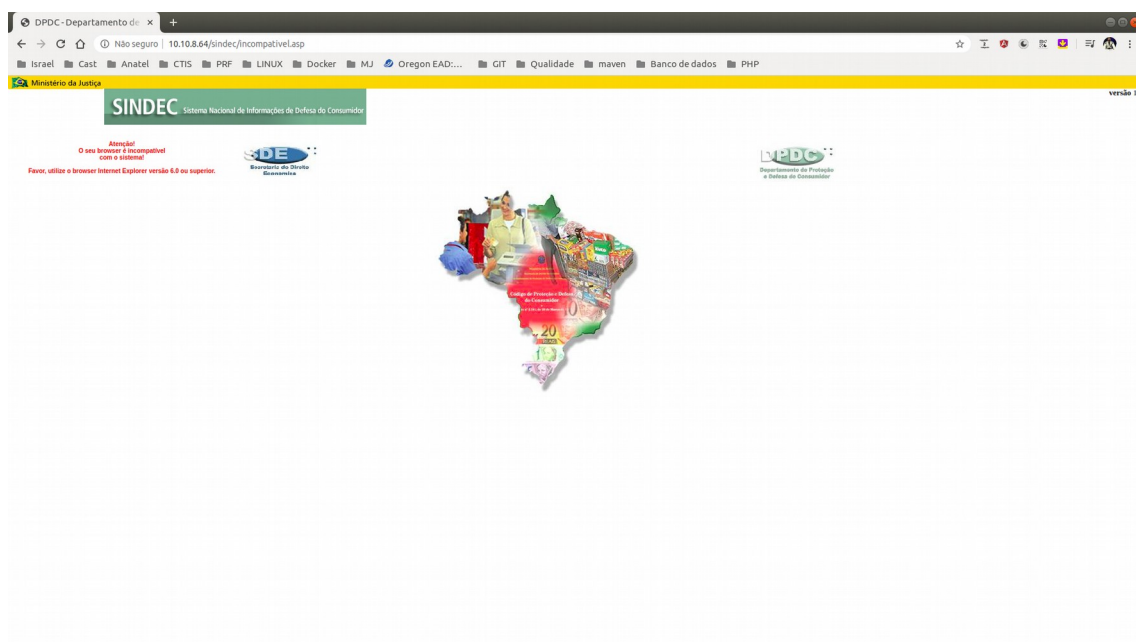 DPDC - Departamento de
Não seguro | 10.10.8.64/sindec/incompativel.asp
Israel Cast Anatel CTIS PRF LINUX Docker MJ Oregon EAD:... GIT Qualidade maven Banco de dados PHP
Ministério da Justiça
versão 1
SINDEC Sistema Nacional de Informações de Defesa do Consumidor
Atenção!
O seu browser é incompatível
com o sistema!
Favor, utilize o browser Internet Explorer versão 6.0 ou superior.
SDE
Secretaria de Direito
Economico
DPDC
Departamento de Proteção
e Defesa do Consumidor
Código de Proteção e Defesa
do Consumidor
10
20
REAIS